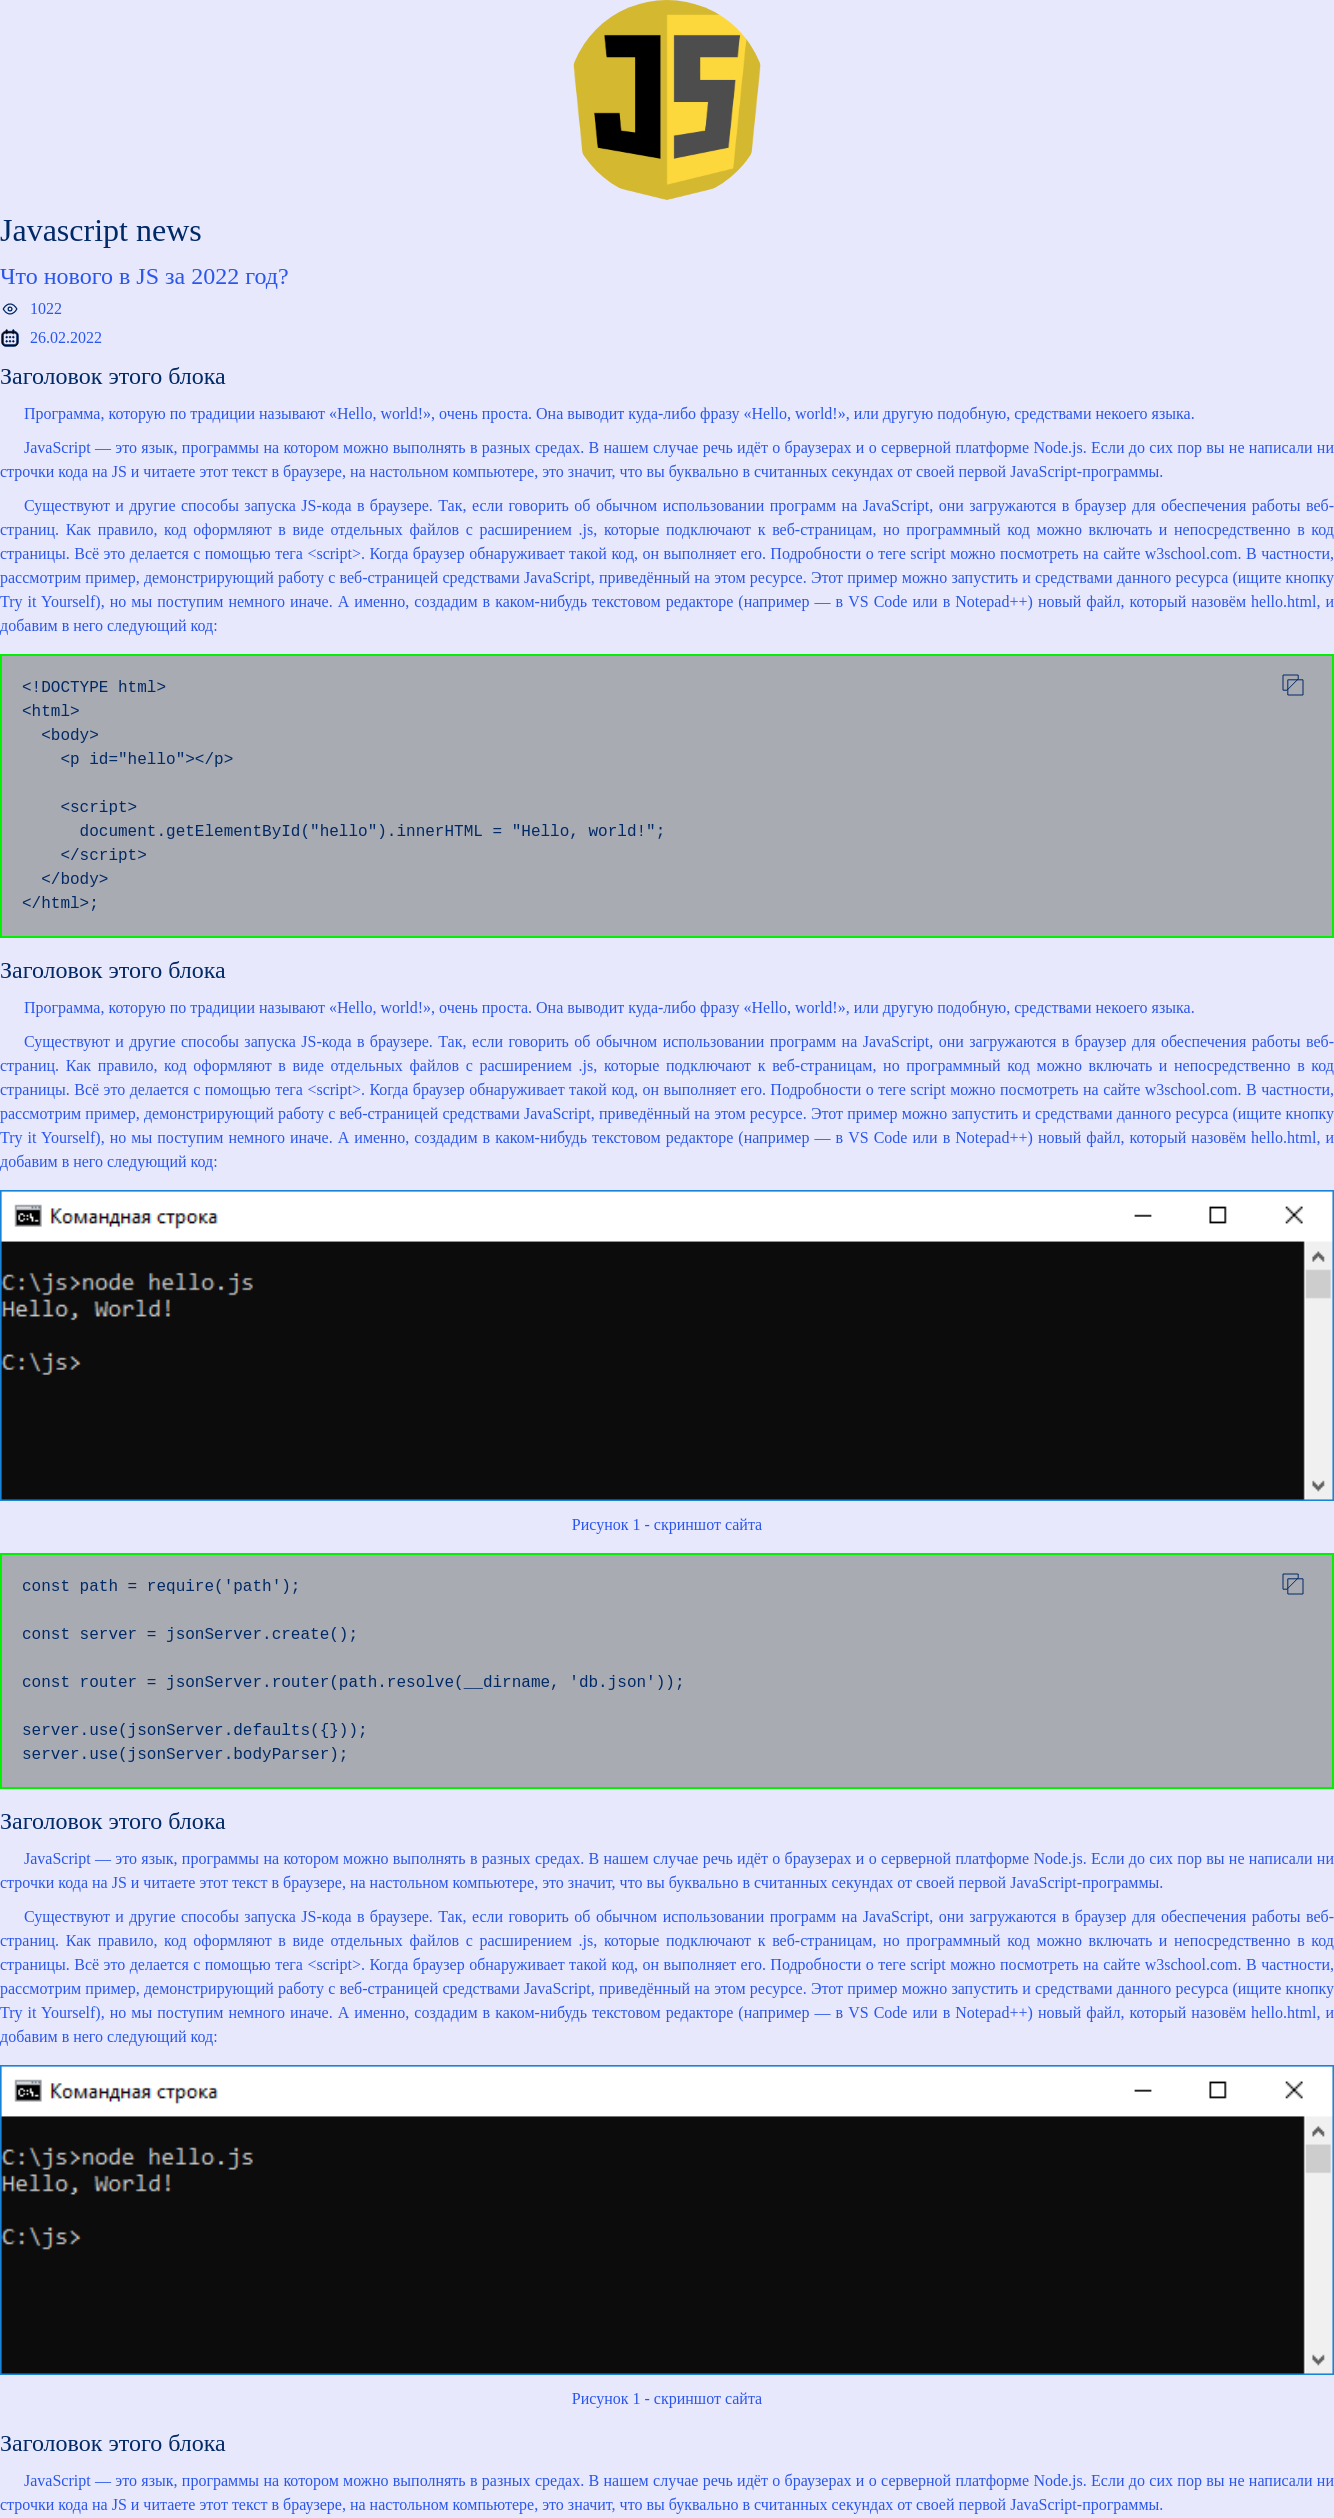 JS
Javascript news
Что нового в JS за 2022 год?
1022
26.02.2022
Заголовок этого блока
Программа, которую по традиции называют «Hello, world!», очень проста. Она выводит куда-либо фразу «Hello, world!», или другую подобную, средствами некоего языка.
JavaScript — это язык, программы на котором можно выполнять в разных средах. В нашем случае речь идёт о браузерах и о серверной платформе Node.js. Если до сих пор вы не написали ни
строчки кода на JS и читаете этот текст в браузере, на настольном компьютере, это значит, что вы буквально в считанных секундах от своей первой JavaScript-программы.
Существуют и другие способы запуска JS-кода в браузере. Так, если говорить об обычном использовании программ на JavaScript, они загружаются в браузер для обеспечения работы веб-
страниц. Как правило, код оформляют в виде отдельных файлов с расширением .js, которые подключают к веб-страницам, но программный код можно включать и непосредственно в код
страницы. Всё это делается с помощью тега <script>. Когда браузер обнаруживает такой код, он выполняет его. Подробности о теге script можно посмотреть на сайте w3school.com. В частности,
рассмотрим пример, демонстрирующий работу с веб-страницей средствами JavaScript, приведённый на этом ресурсе. Этот пример можно запустить и средствами данного ресурса (ищите кнопку
Try it Yourself), но мы поступим немного иначе. А именно, создадим в каком-нибудь текстовом редакторе (например — в VS Code или в Notepad++) новый файл, который назовём hello.html, и
добавим в него следующий код:
<!DOCTYPE html>
<html>
  <body>
    <p id="hello"></p>
    <script>
      document.getElementById("hello").innerHTML = "Hello, world!";
    </script>
  </body>
</html>;
Заголовок этого блока
Программа, которую по традиции называют «Hello, world!», очень проста. Она выводит куда-либо фразу «Hello, world!», или другую подобную, средствами некоего языка.
Существуют и другие способы запуска JS-кода в браузере. Так, если говорить об обычном использовании программ на JavaScript, они загружаются в браузер для обеспечения работы веб-
страниц. Как правило, код оформляют в виде отдельных файлов с расширением .js, которые подключают к веб-страницам, но программный код можно включать и непосредственно в код
страницы. Всё это делается с помощью тега <script>. Когда браузер обнаруживает такой код, он выполняет его. Подробности о теге script можно посмотреть на сайте w3school.com. В частности,
рассмотрим пример, демонстрирующий работу с веб-страницей средствами JavaScript, приведённый на этом ресурсе. Этот пример можно запустить и средствами данного ресурса (ищите кнопку
Try it Yourself), но мы поступим немного иначе. А именно, создадим в каком-нибудь текстовом редакторе (например — в VS Code или в Notepad++) новый файл, который назовём hello.html, и
добавим в него следующий код:
C:\. Командная строка
C:\js>node hello.js
Hello, World!
C:\js>
Рисунок 1 - скриншот сайта
const path = require('path');
const server = jsonServer.create();
const router = jsonServer.router(path.resolve(__dirname, 'db.json'));
server.use(jsonServer.defaults({}));
server.use(jsonServer.bodyParser);
Заголовок этого блока
JavaScript — это язык, программы на котором можно выполнять в разных средах. В нашем случае речь идёт о браузерах и о серверной платформе Node.js. Если до сих пор вы не написали ни
строчки кода на JS и читаете этот текст в браузере, на настольном компьютере, это значит, что вы буквально в считанных секундах от своей первой JavaScript-программы.
Существуют и другие способы запуска JS-кода в браузере. Так, если говорить об обычном использовании программ на JavaScript, они загружаются в браузер для обеспечения работы веб-
страниц. Как правило, код оформляют в виде отдельных файлов с расширением .js, которые подключают к веб-страницам, но программный код можно включать и непосредственно в код
страницы. Всё это делается с помощью тега <script>. Когда браузер обнаруживает такой код, он выполняет его. Подробности о теге script можно посмотреть на сайте w3school.com. В частности,
рассмотрим пример, демонстрирующий работу с веб-страницей средствами JavaScript, приведённый на этом ресурсе. Этот пример можно запустить и средствами данного ресурса (ищите кнопку
Try it Yourself), но мы поступим немного иначе. А именно, создадим в каком-нибудь текстовом редакторе (например — в VS Code или в Notepad++) новый файл, который назовём hello.html, и
добавим в него следующий код:
C:\. Командная строка
C:\js>node hello.js
Hello, World!
C:\js>
Рисунок 1 - скриншот сайта
Заголовок этого блока
JavaScript — это язык, программы на котором можно выполнять в разных средах. В нашем случае речь идёт о браузерах и о серверной платформе Node.js. Если до сих пор вы не написали ни
строчки кода на JS и читаете этот текст в браузере, на настольном компьютере, это значит, что вы буквально в считанных секундах от своей первой JavaScript-программы.